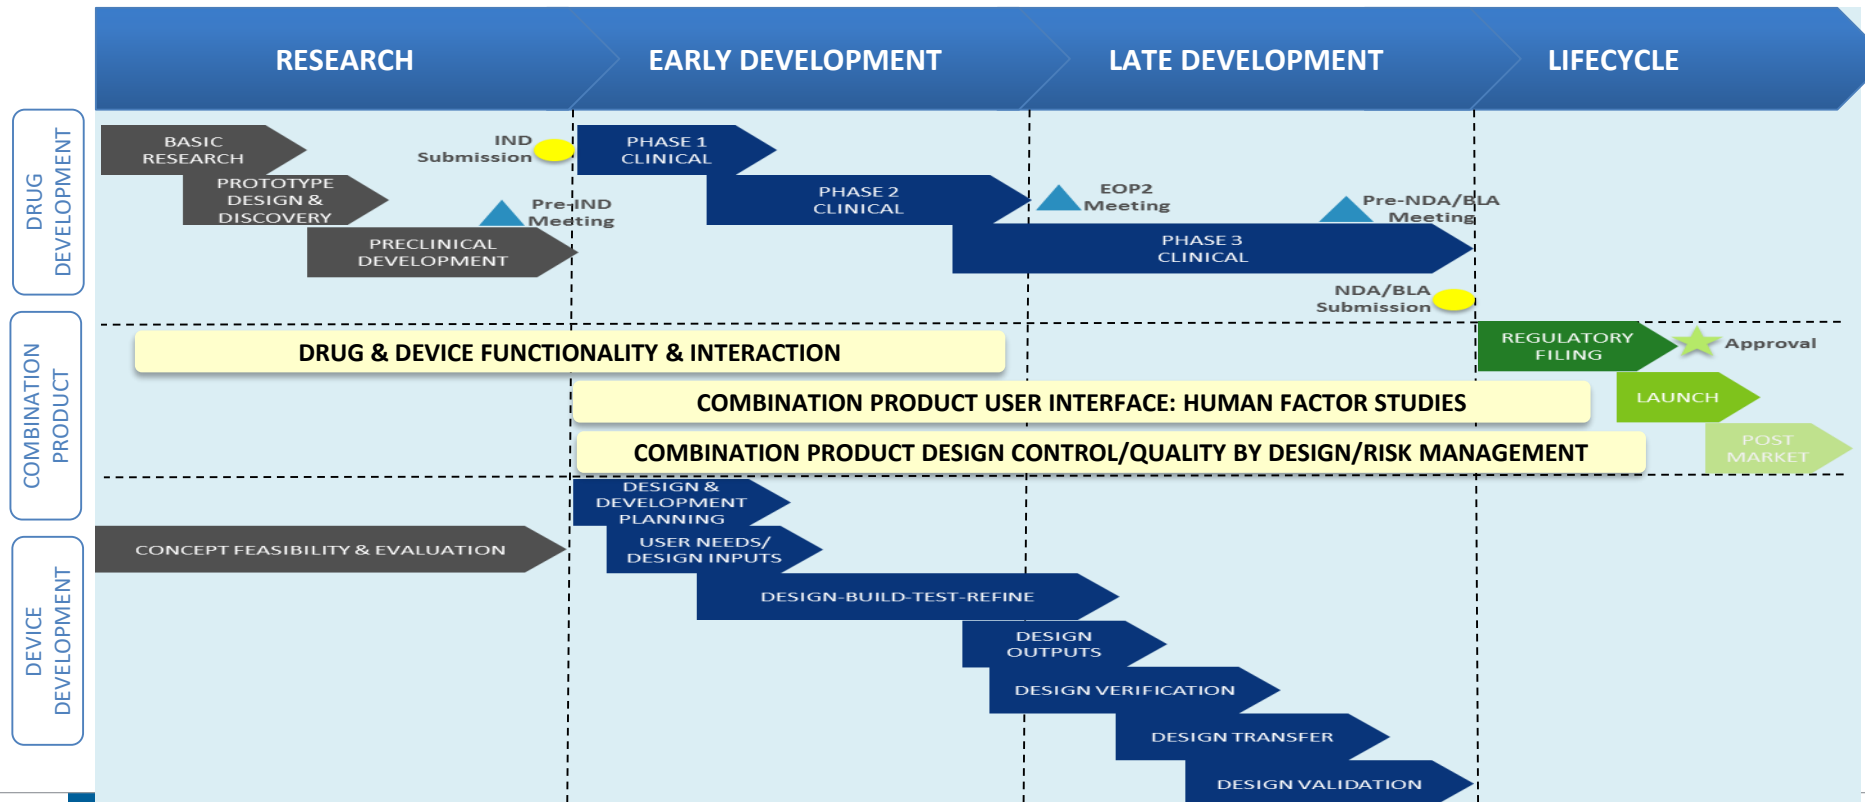 RESEARCH
EARLY DEVELOPMENT
LATE DEVELOPMENT
LIFECYCLE
DRUG
DEVELOPMENT
BASIC
RESEARCH
PROTOTYPE
DESIGN &
DISCOVERY
PRECLINICAL
DEVELOPMENT
IND
Submission
Pre-IND
Meeting
PHASE 1
CLINICAL
PHASE 2
CLINICAL
EOP2
Meeting
Pre-NDA/BLA
Meeting
PHASE 3
CLINICAL
NDA/BLA
Submission
COMBINATION
PRODUCT
DRUG & DEVICE FUNCTIONALITY & INTERACTION
COMBINATION PRODUCT USER INTERFACE: HUMAN FACTOR STUDIES
COMBINATION PRODUCT DESIGN CONTROL/QUALITY BY DESIGN/RISK MANAGEMENT
REGULATORY
FILING
Approval
LAUNCH
POST
MARKET
DEVICE
DEVELOPMENT
CONCEPT FEASIBILITY & EVALUATION
DESIGN &
DEVELOPMENT
PLANNING
USER NEEDS/
DESIGN INPUTS
DESIGN-BUILD-TEST-REFINE
DESIGN
OUTPUTS
DESIGN VERIFICATION
DESIGN TRANSFER
DESIGN VALIDATION